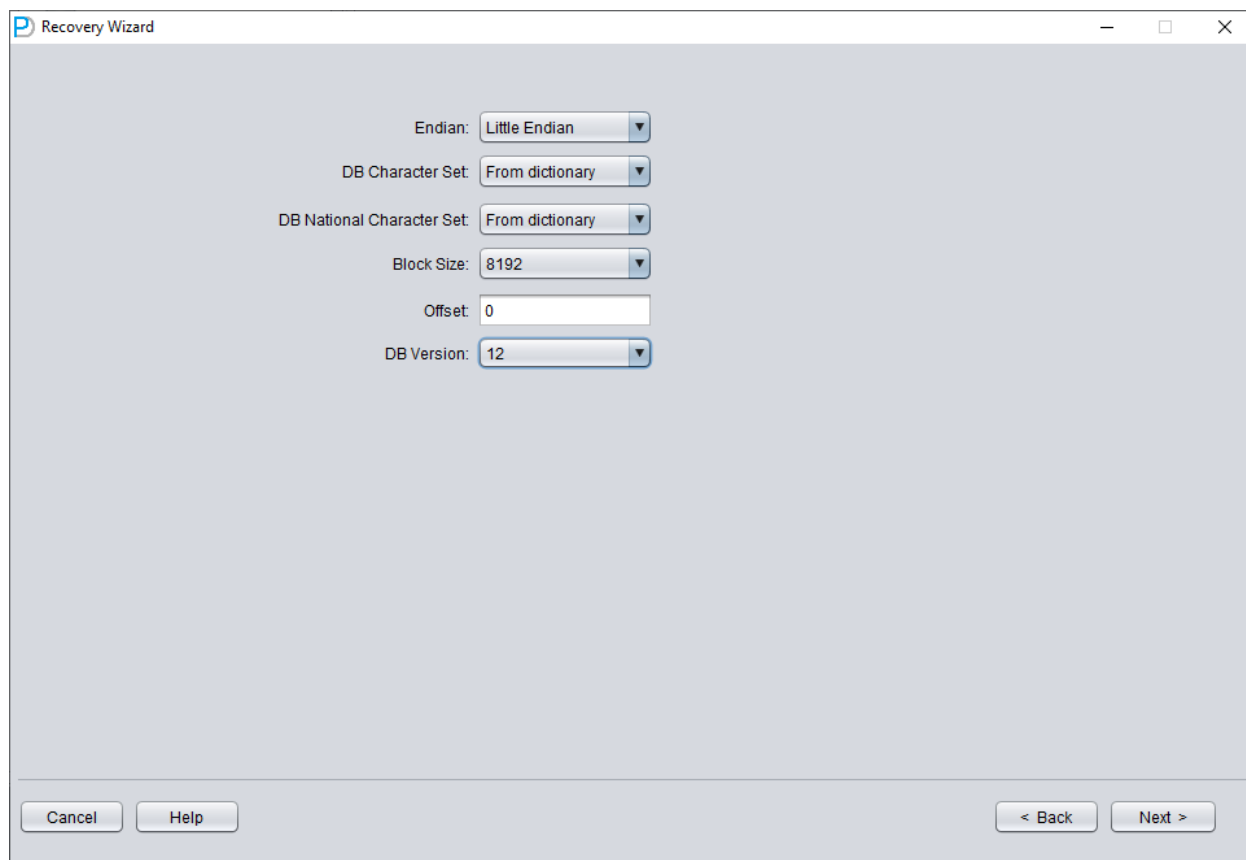 Recovery Wizard
Endian: Little Endian
DB Character Set: From dictionary
DB National Character Set: From dictionary
Block Size: 8192
Offset: 0
DB Version: 12
Cancel Help < Back Next >